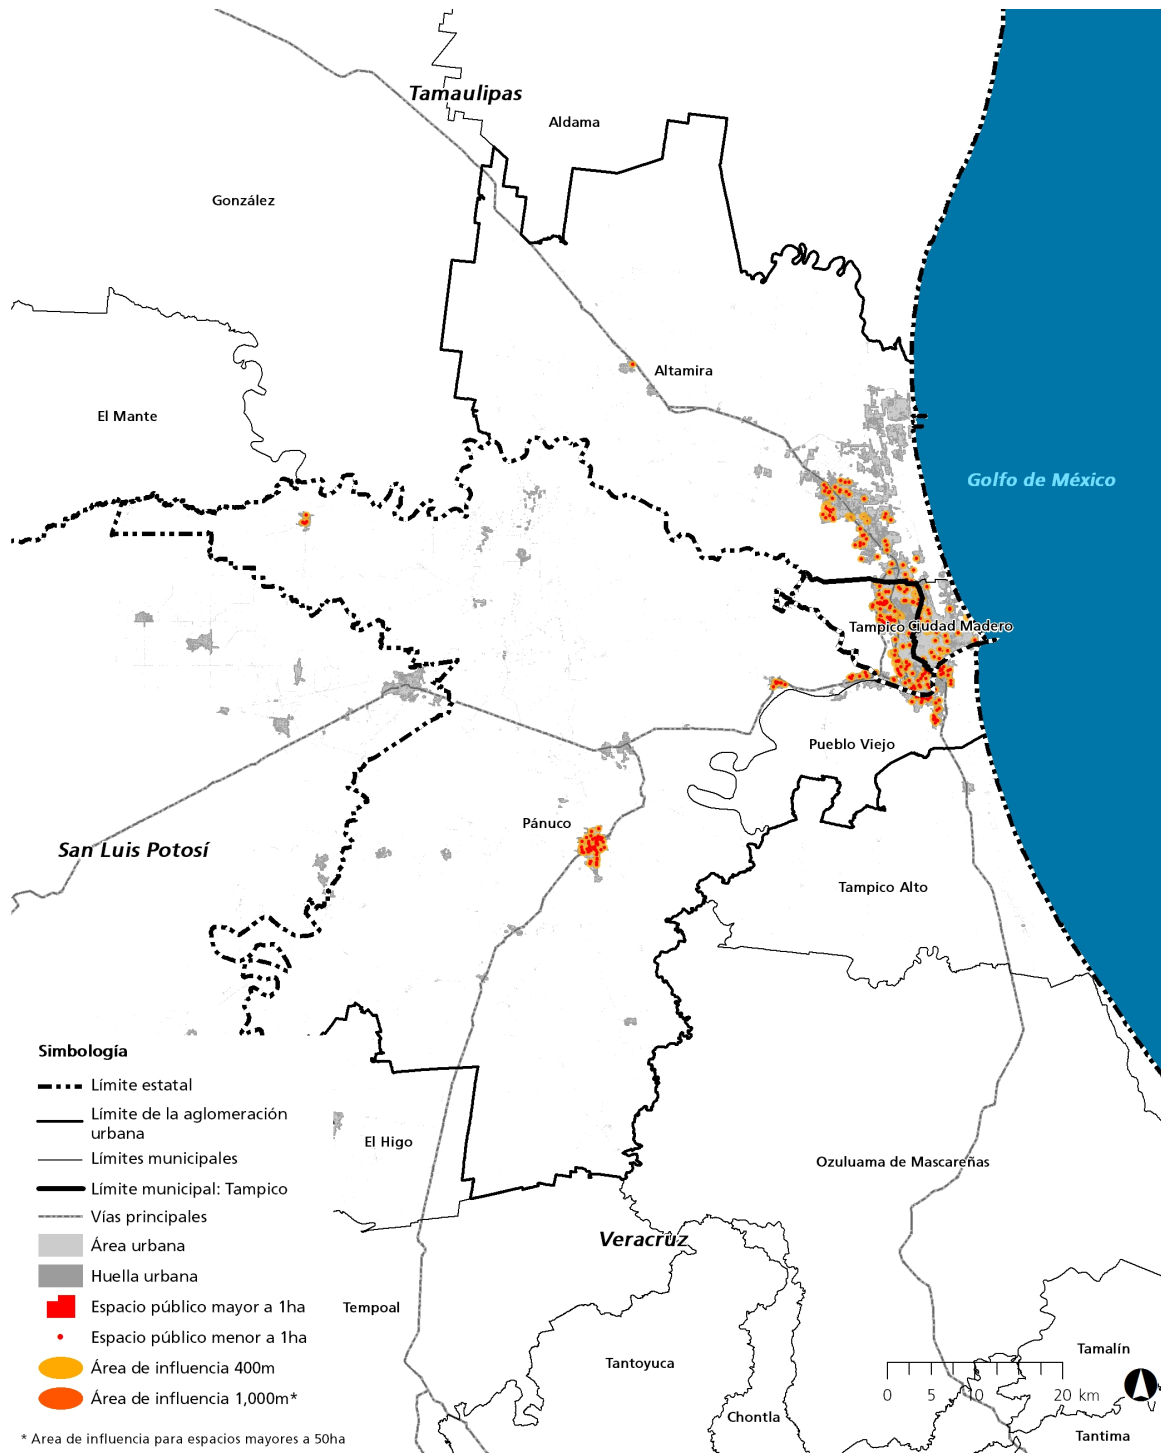 Tamaulipas
Aldama
González
Altamira
El Mante
Golfo de México
Tampico
Ciudad Madero
Pueblo Viejo
Pánuco
San Luis Potosí
Tampico Alto
Simbología
Límite estatal
Límite de la aglomeración
urbana
Límites municipales
Límite municipal: Tampico
Vías principales
Área urbana
Huella urbana
Espacio público mayor a 1ha
Espacio público menor a 1ha
Área de influencia 400m
Área de influencia 1,000m*
* Area de influencia para espacios mayores a 50ha
El Higo
Ozuluama de Mascareñas
Veracruz
Tempoal
Tantoyuca
Tamalín
0 5 10 20 km
Chontla
Tantima